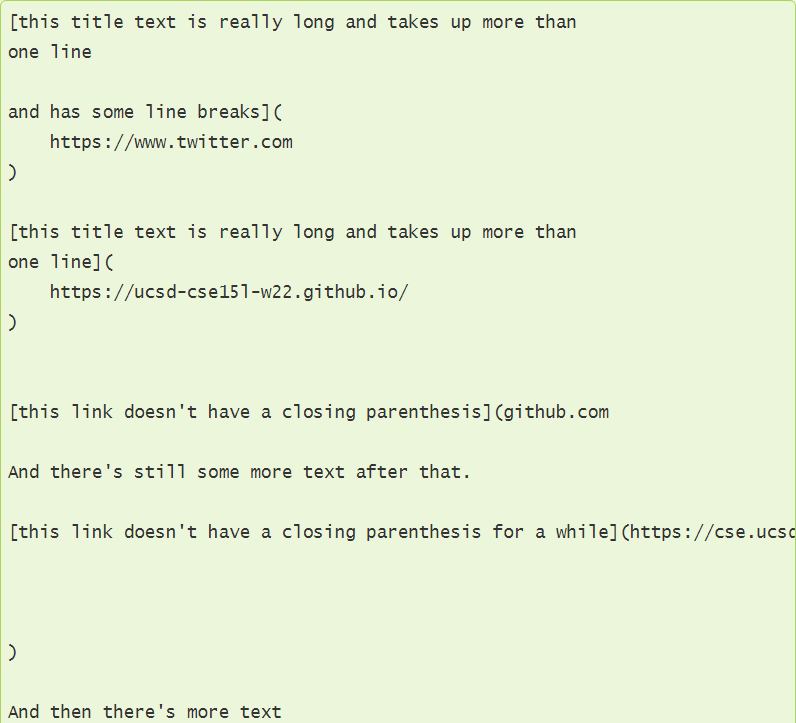 [this title text is really long and takes up more than
one line
and has some line breaks](
https://www.twitter.com
)
[this title text is really long and takes up more than
one line](
https://ucsd-cse15l-w22.github.io/
)
[this link doesn't have a closing parenthesis](github.com
And there's still some more text after that.
[this link doesn't have a closing parenthesis for a while](https://cse.ucsd
)
And then there's more text